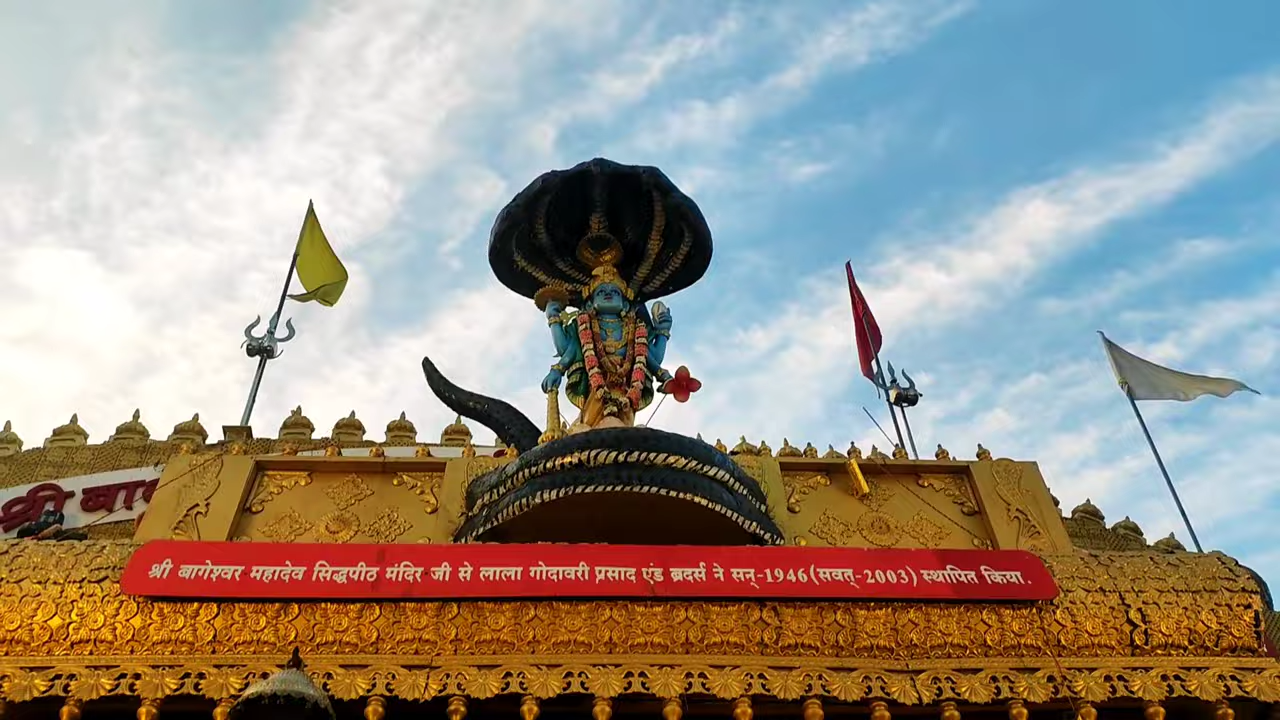 श्री बा
श्री बागेश्वर महादेव सिद्धपीठ मंदिर जी से लाला गोदावरी प्रसाद एंड ब्रदर्स ने सन्-1946(सवत्-2003) स्थापित किया.